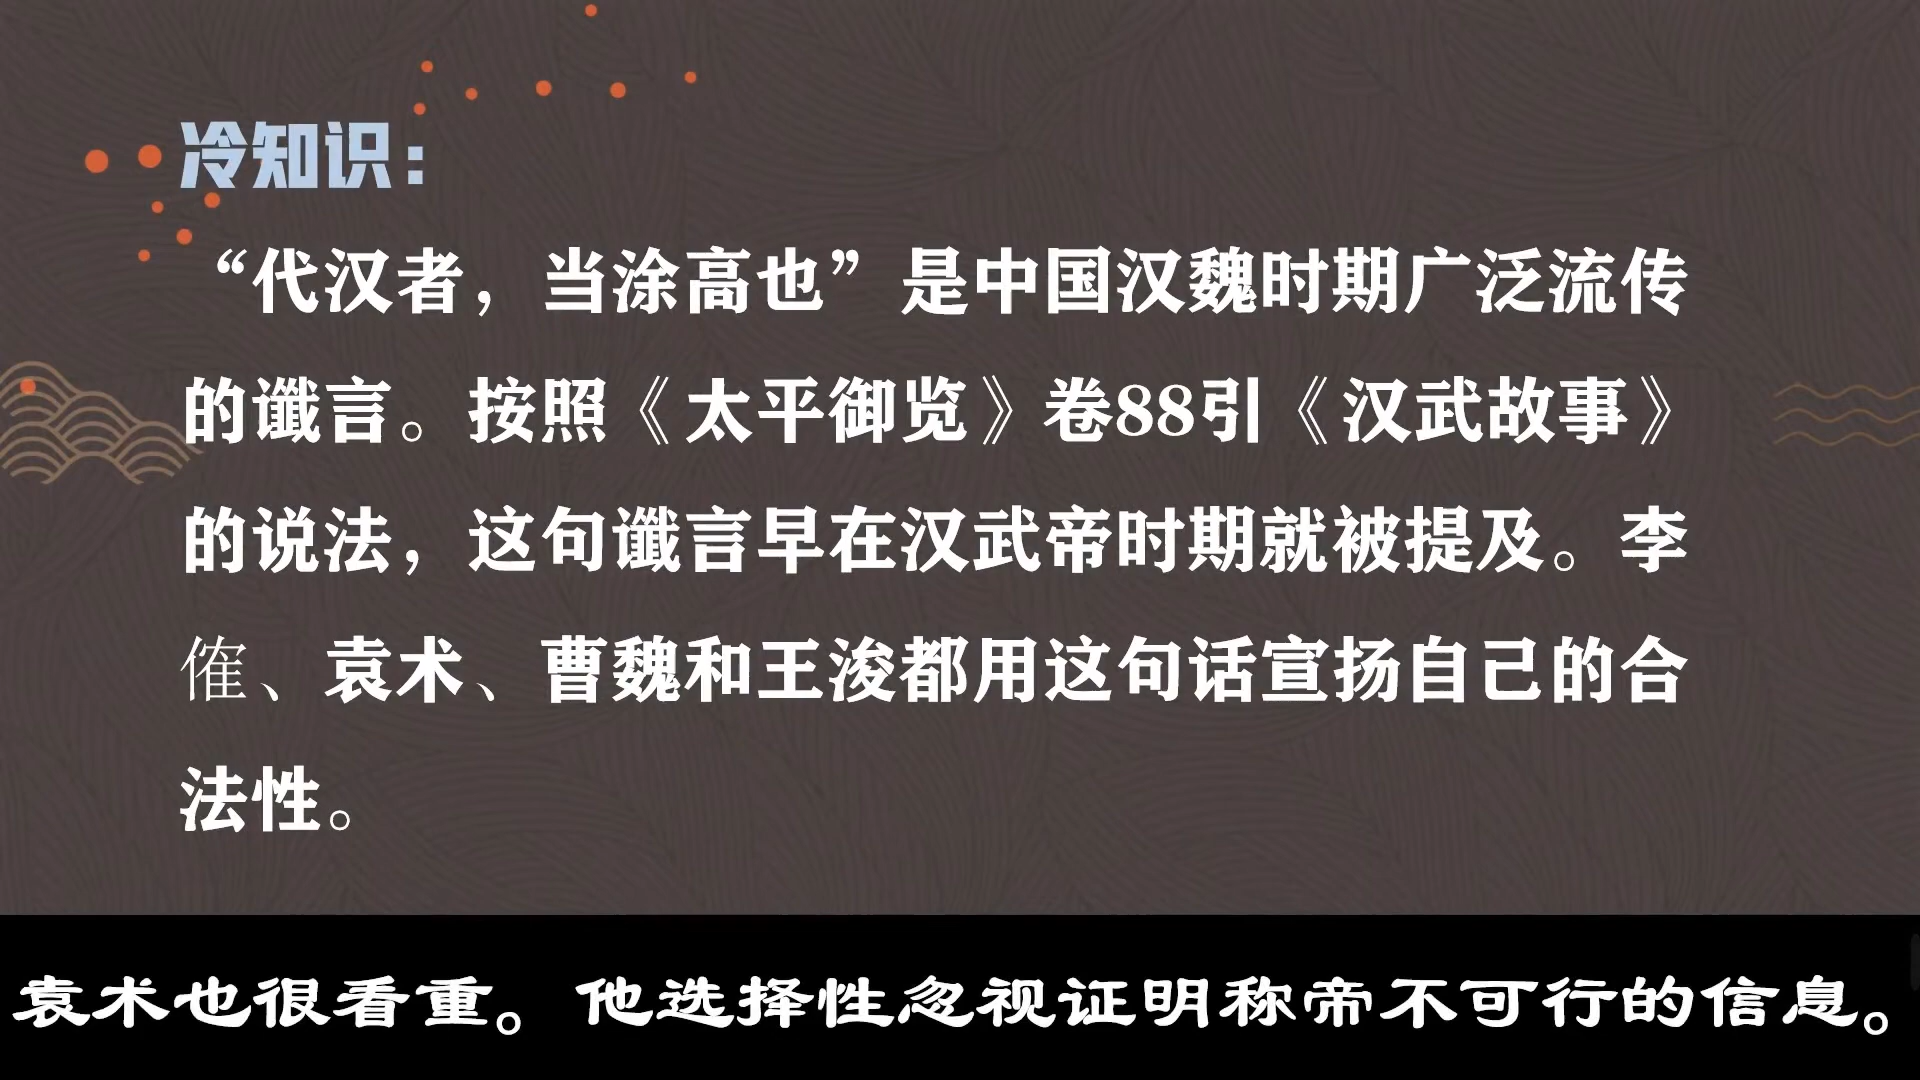 冷知识：
“代汉者，当涂高也”是中国汉魏时期广泛流传
的谶言。按照《太平御览》卷88引《汉武故事》
的说法，这句谶言早在汉武帝时期就被提及。李
傕、袁术、曹魏和王浚都用这句话宣扬自己的合
法性。
袁术也很看重。他选择性忽视证明称帝不可行的信息。